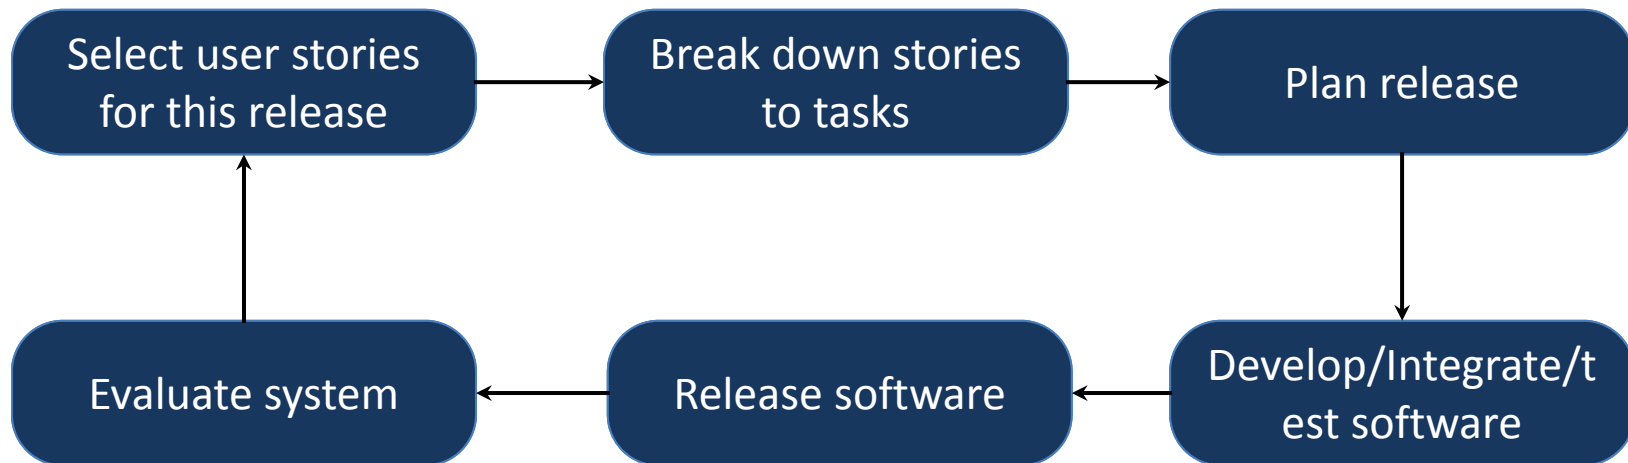 Select user stories
for this release
Break down stories
to tasks
Plan release
Evaluate system
Release software
Develop/Integrate/t
est software